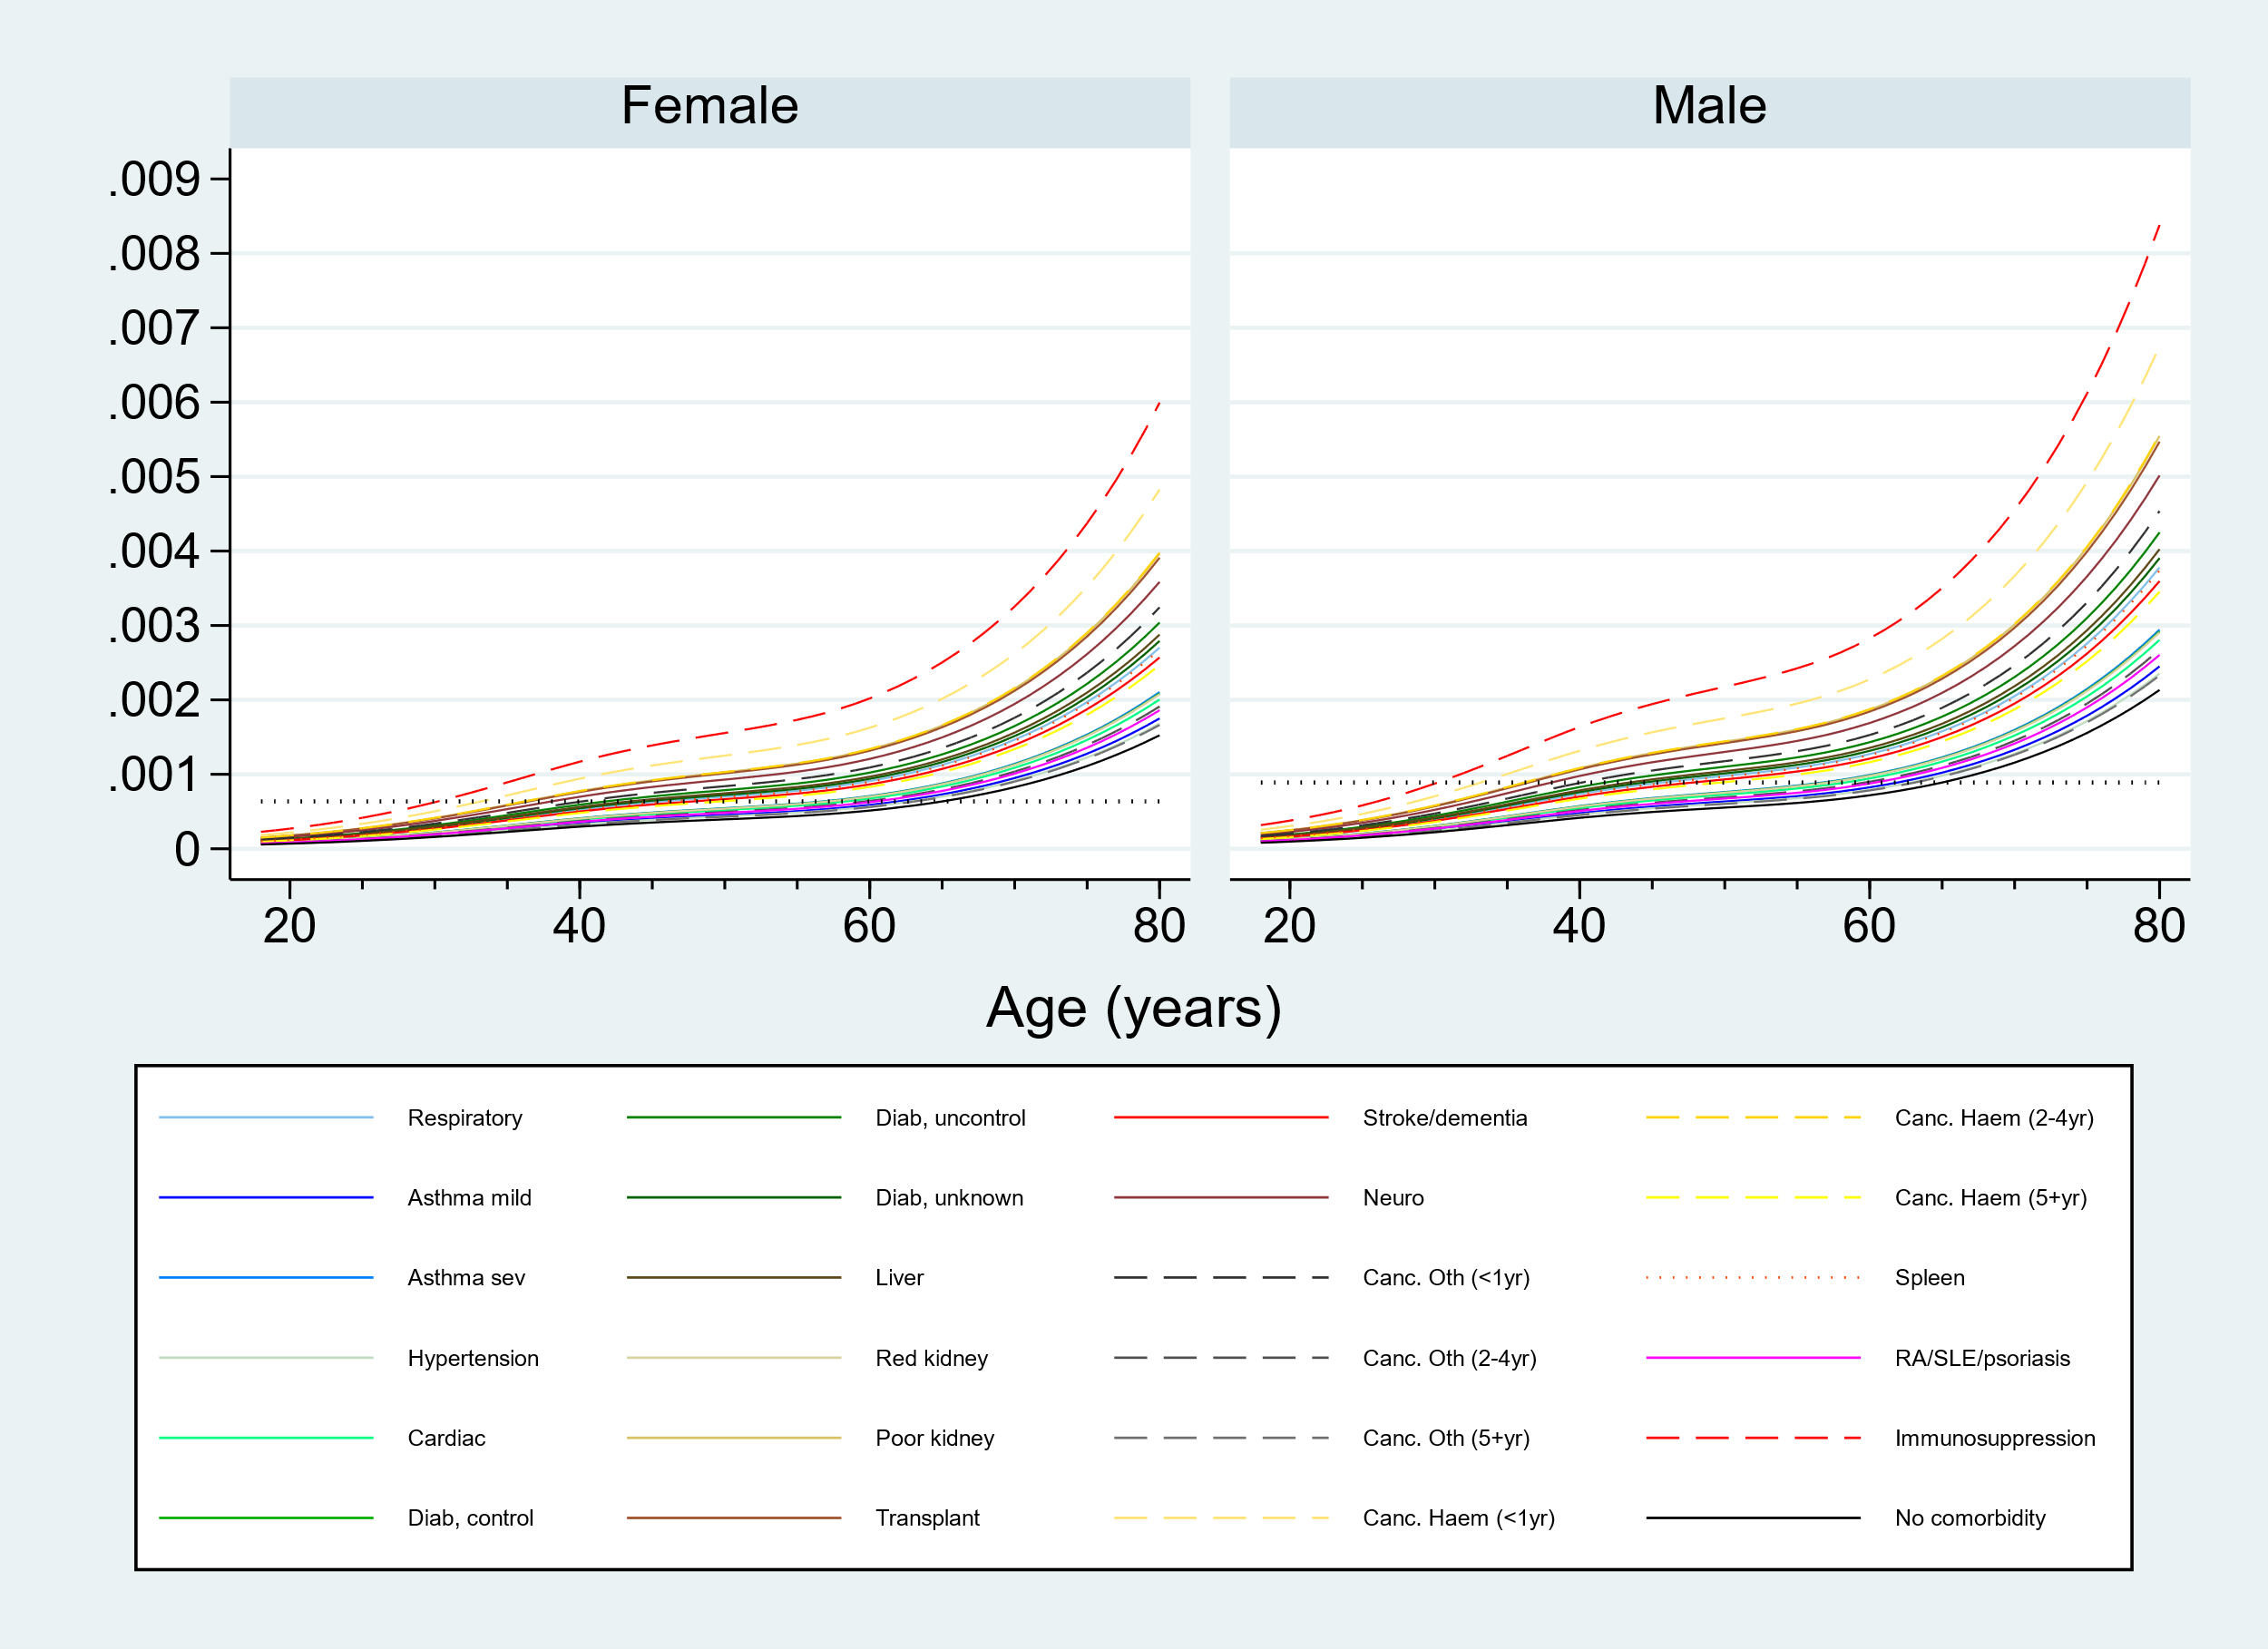 Female
Male
.009
.008
.007
.006
.005
.004
.003
.002
.001
0
20 40 60 80
20 40 60 80
Age (years)
Respiratory
Diab, uncontrol
Stroke/dementia
Canc. Haem (2-4yr)
Asthma mild
Diab, unknown
Neuro
Canc. Haem (5+yr)
Asthma sev
Liver
Canc. Oth (<1yr)
Spleen
Hypertension
Red kidney
Canc. Oth (2-4yr)
RA/SLE/psoriasis
Cardiac
Poor kidney
Canc. Oth (5+yr)
Immunosuppression
Diab, control
Transplant
Canc. Haem (<1yr)
No comorbidity